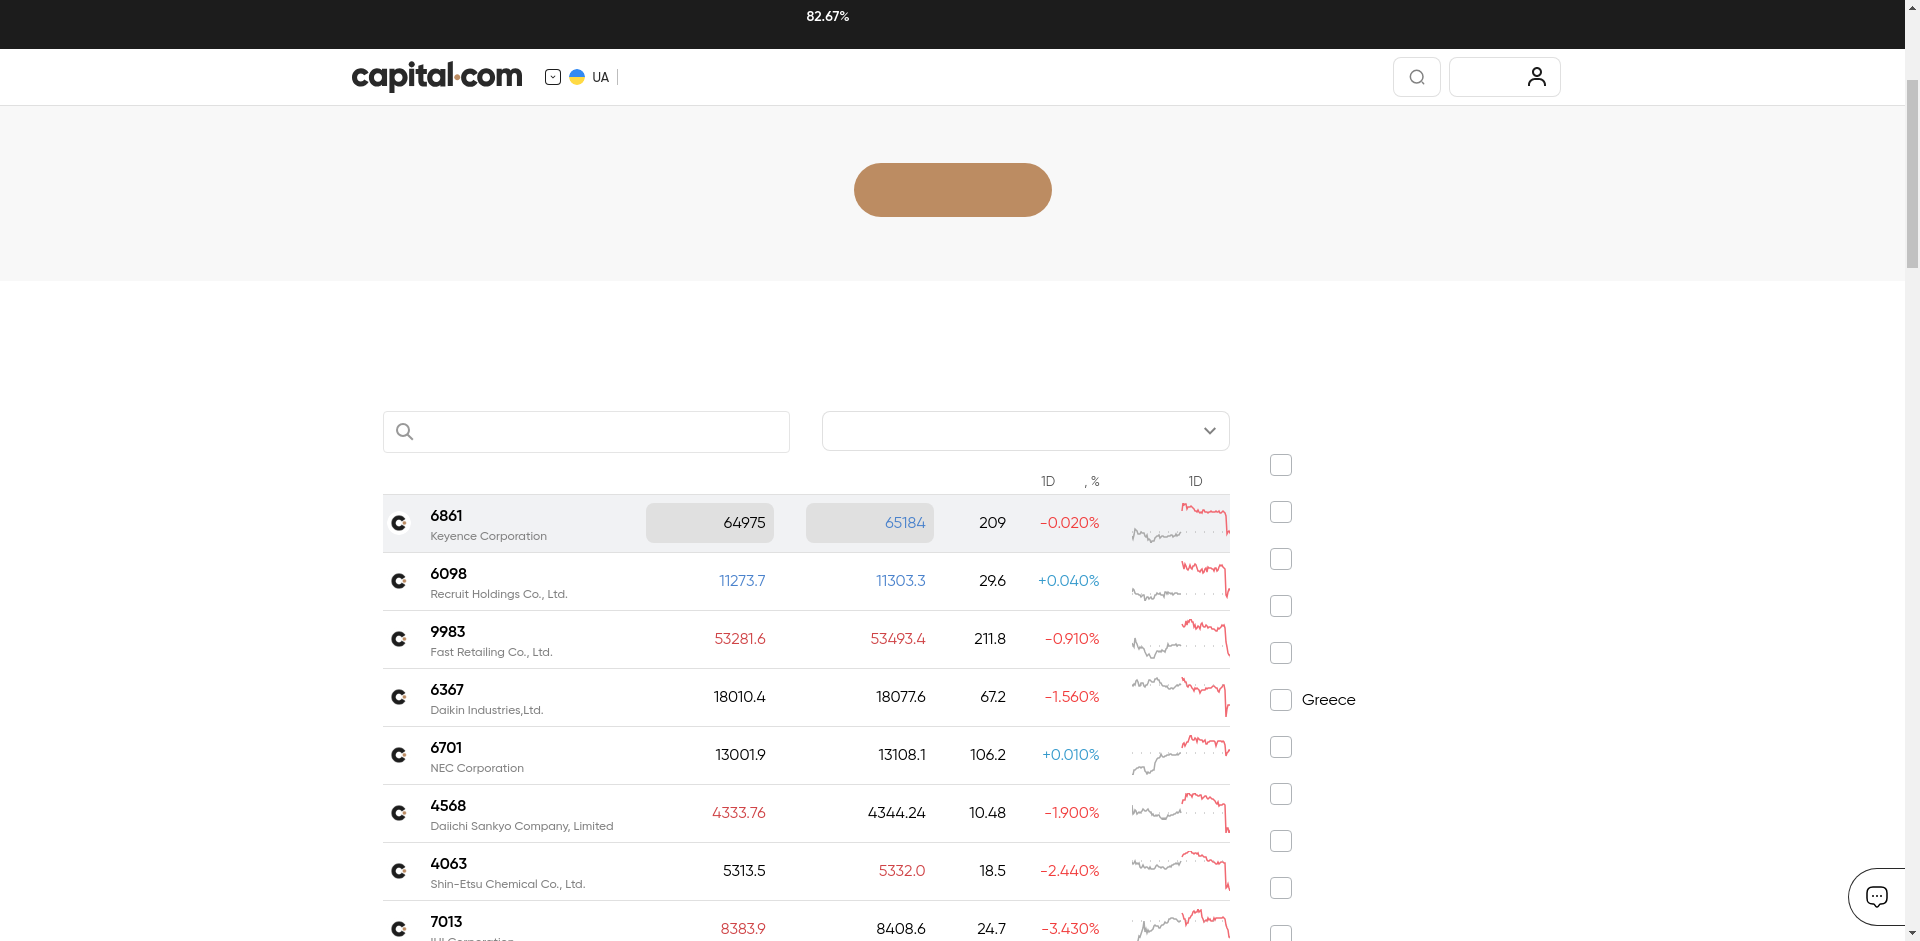 82.67%
capital.com
UA
1D , % 1D
6861 64975 65184 209 -0.020%
Keyence Corporation
6098 11273.7 11303.3 29.6 +0.040%
Recruit Holdings Co., Ltd.
9983 53281.6 53493.4 211.8 -0.910%
Fast Retailing Co., Ltd.
6367 18010.4 18077.6 67.2 -1.560%
Daikin Industries,Ltd.
Greece
6701 13001.9 13108.1 106.2 +0.010%
NEC Corporation
4568 4333.76 4344.24 10.48 -1.900%
Daiichi Sankyo Company, Limited
4063 5313.5 5332.0 18.5 -2.440%
Shin-Etsu Chemical Co., Ltd.
7013 8383.9 8408.6 24.7 -3.430%